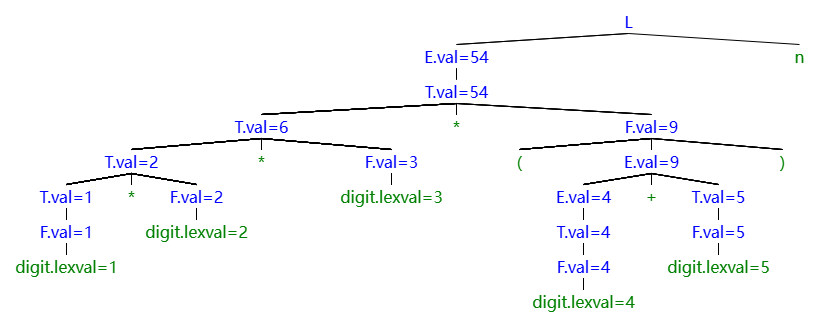 L
E.val=54 n
T.val=54
T.val=6 * F.val=9
T.val=2 * F.val=3 ( E.val=9 )
T.val=1 * F.val=2 digit.lexval=3 E.val=4 + T.val=5
F.val=1 digit.lexval=2 T.val=4 F.val=5
digit.lexval=1 F.val=4 digit.lexval=5
digit.lexval=4